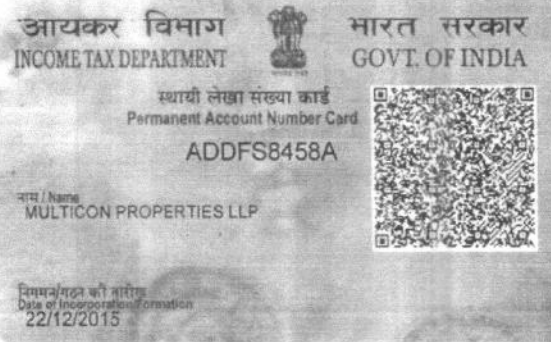 आयकर विभाग
INCOME TAX DEPARTMENT
भारत सरकार
GOVT. OF INDIA
स्थायी लेखा संख्या कार्ड
Permanent Account Number Card
ADDFS8458A
नाम / Name
MULTICON PROPERTIES LLP
निगमन/गठन की तारीख
Date of Incorporation/Formation
22/12/2015